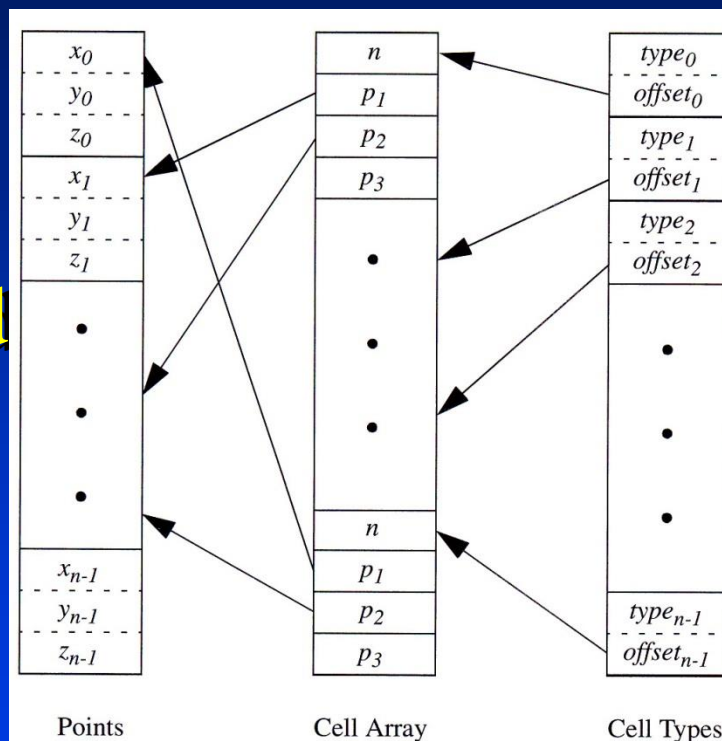 x0
y0
z0
x1
y1
z1
xn-1
yn-1
zn-1
Points
n
p1
p2
p3
n
p1
p2
p3
Cell Array
type0
offset0
type1
offset1
type2
offset2
typen-1
offsetn-1
Cell Types